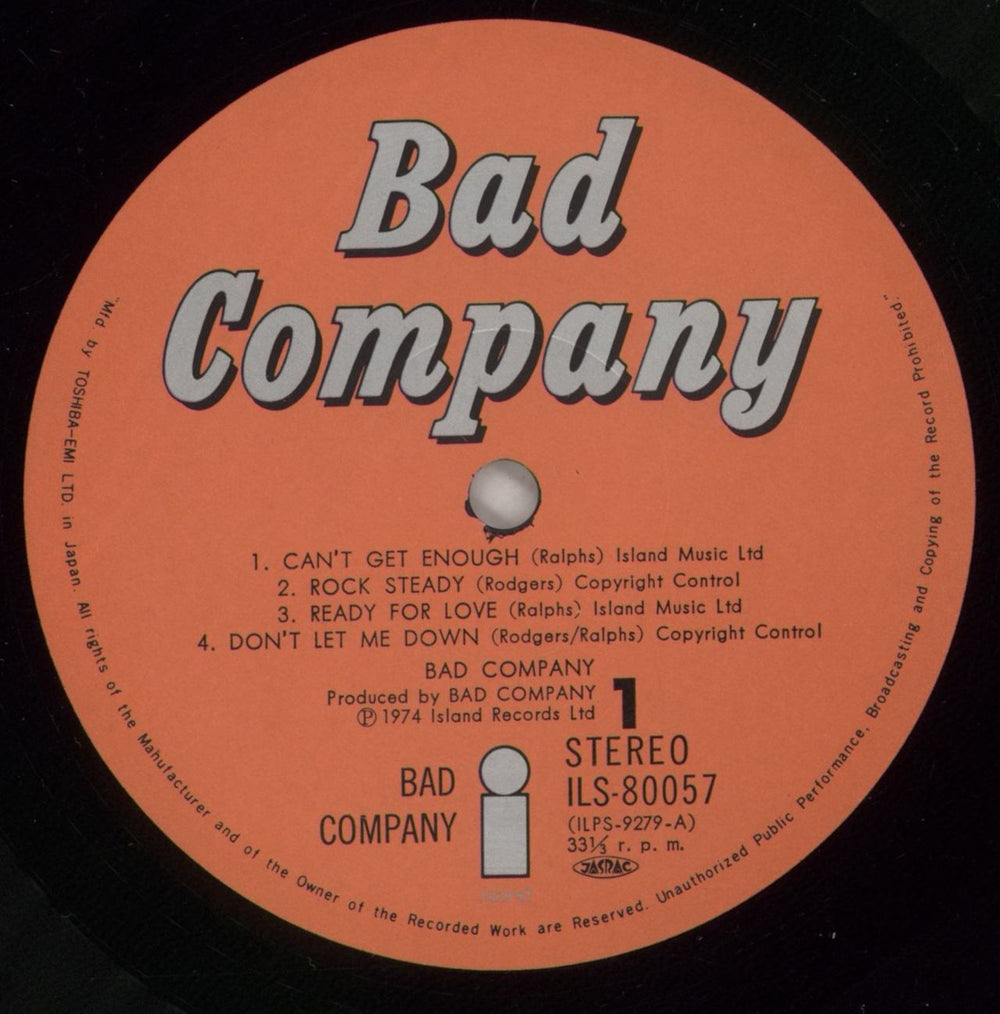 Bad
Company
1. CAN'T GET ENOUGH (Ralphs) Island Music Ltd
2. ROCK STEADY (Rodgers) Copyright Control
3. READY FOR LOVE (Ralphs) Island Music Ltd
4. DON'T LET ME DOWN (Rodgers/Ralphs) Copyright Control
BAD COMPANY
Produced by BAD COMPANY
Ⓟ 1974 Island Records Ltd
1
BAD
COMPANY
i
STEREO
ILS-80057
(ILPS-9279-A)
33⅓ r. p. m.
JASRAC
"Mfd by TOSHIBA-EMI LTD. in Japan. All rights of the Manufacturer and of the Owner of the Recorded Work are Reserved. Unauthorized Public Performance, Broadcasting and Copying of the Record Prohibited."